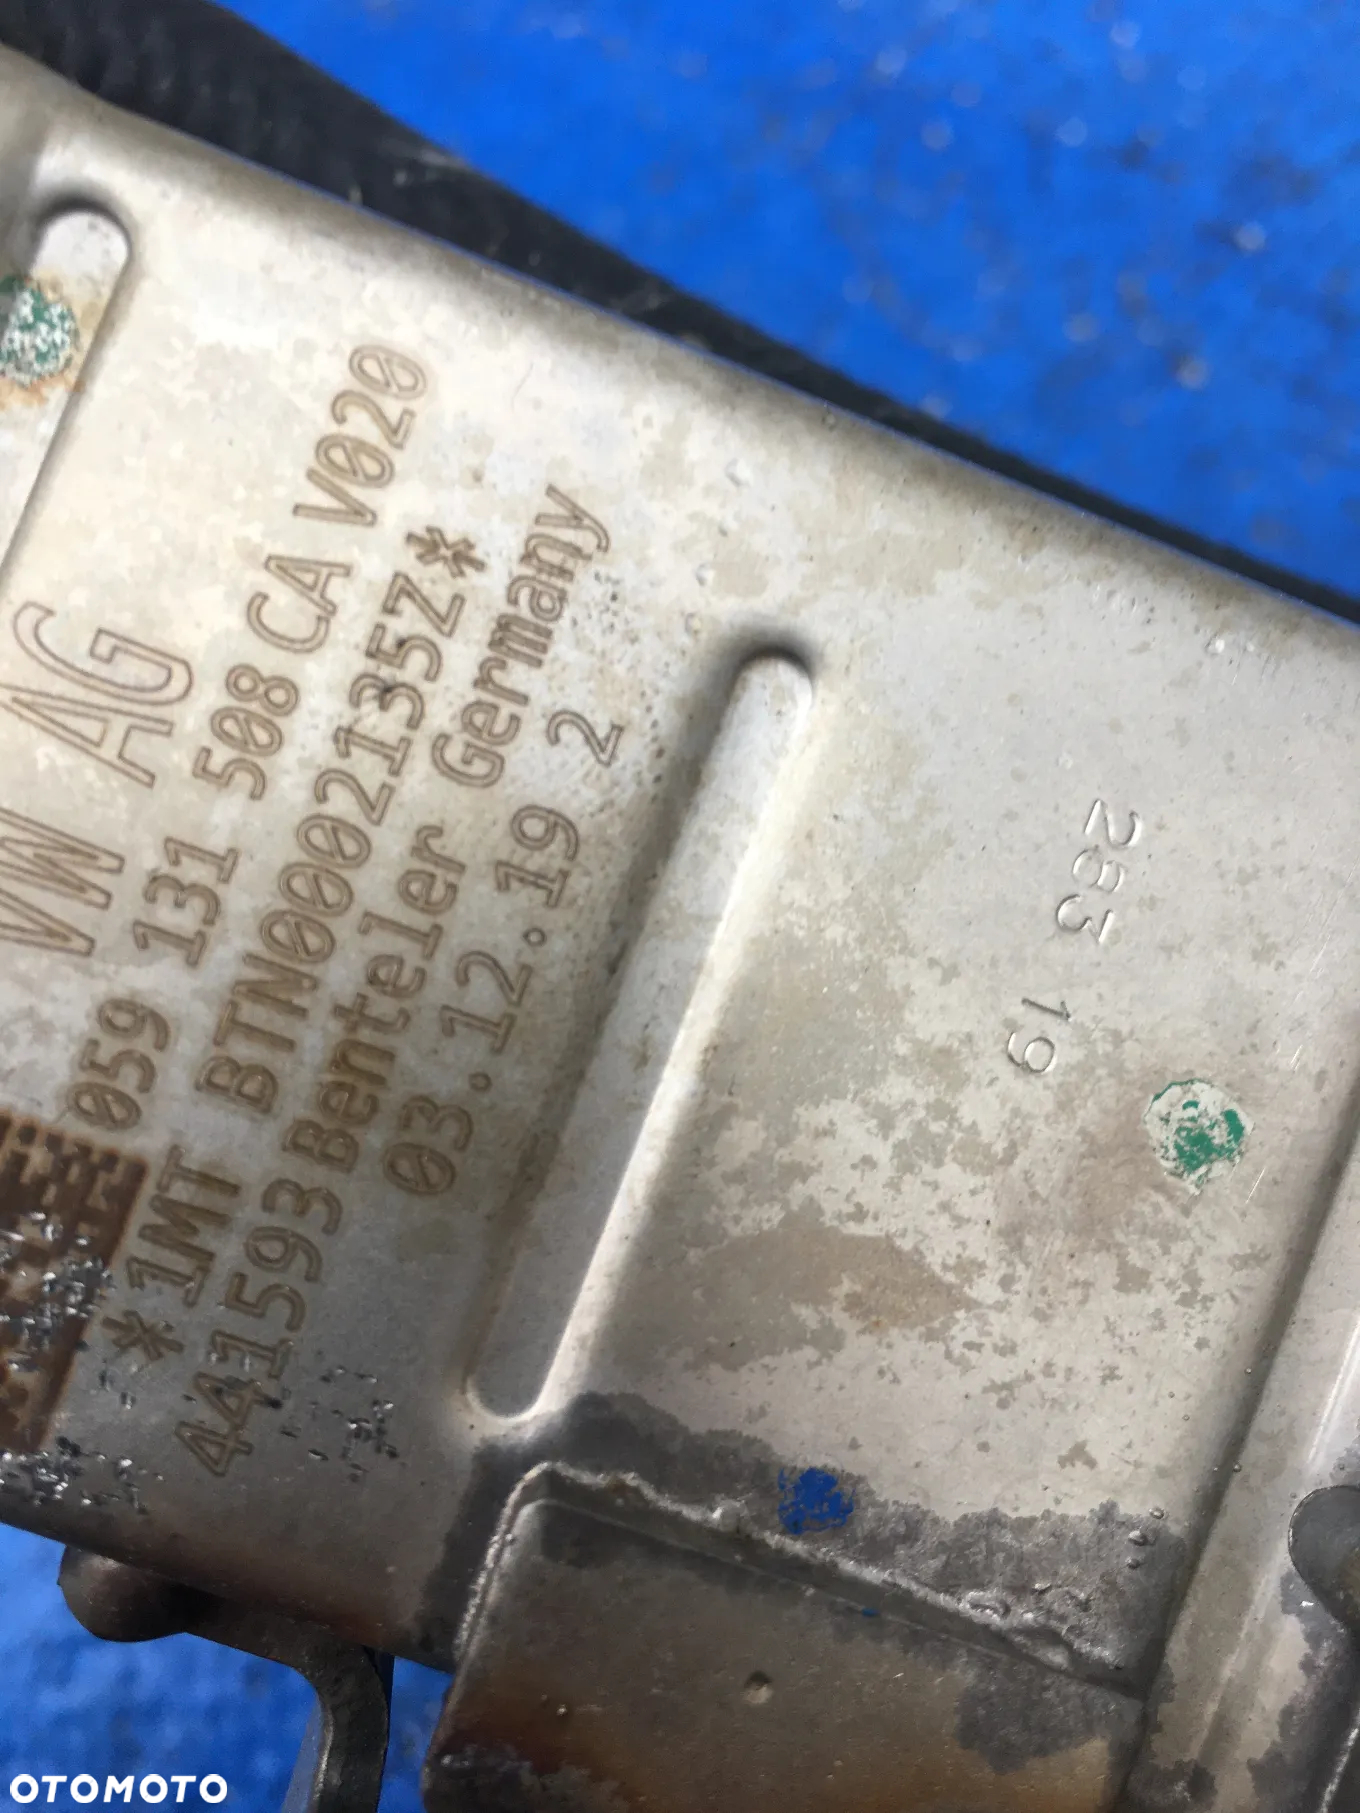 VW AG
059 131 508 CA V020
*1MT BTN0002135Z*
441593 Benteler Germany
03.12.19 2
283 19
OTOMOTO